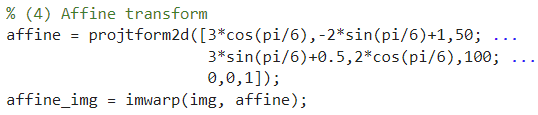 % (4) Affine transform
affine = projtform2d([3*cos(pi/6),-2*sin(pi/6)+1,50; ...
3*sin(pi/6)+0.5,2*cos(pi/6),100; ...
0,0,1]);
affine_img = imwarp(img, affine);